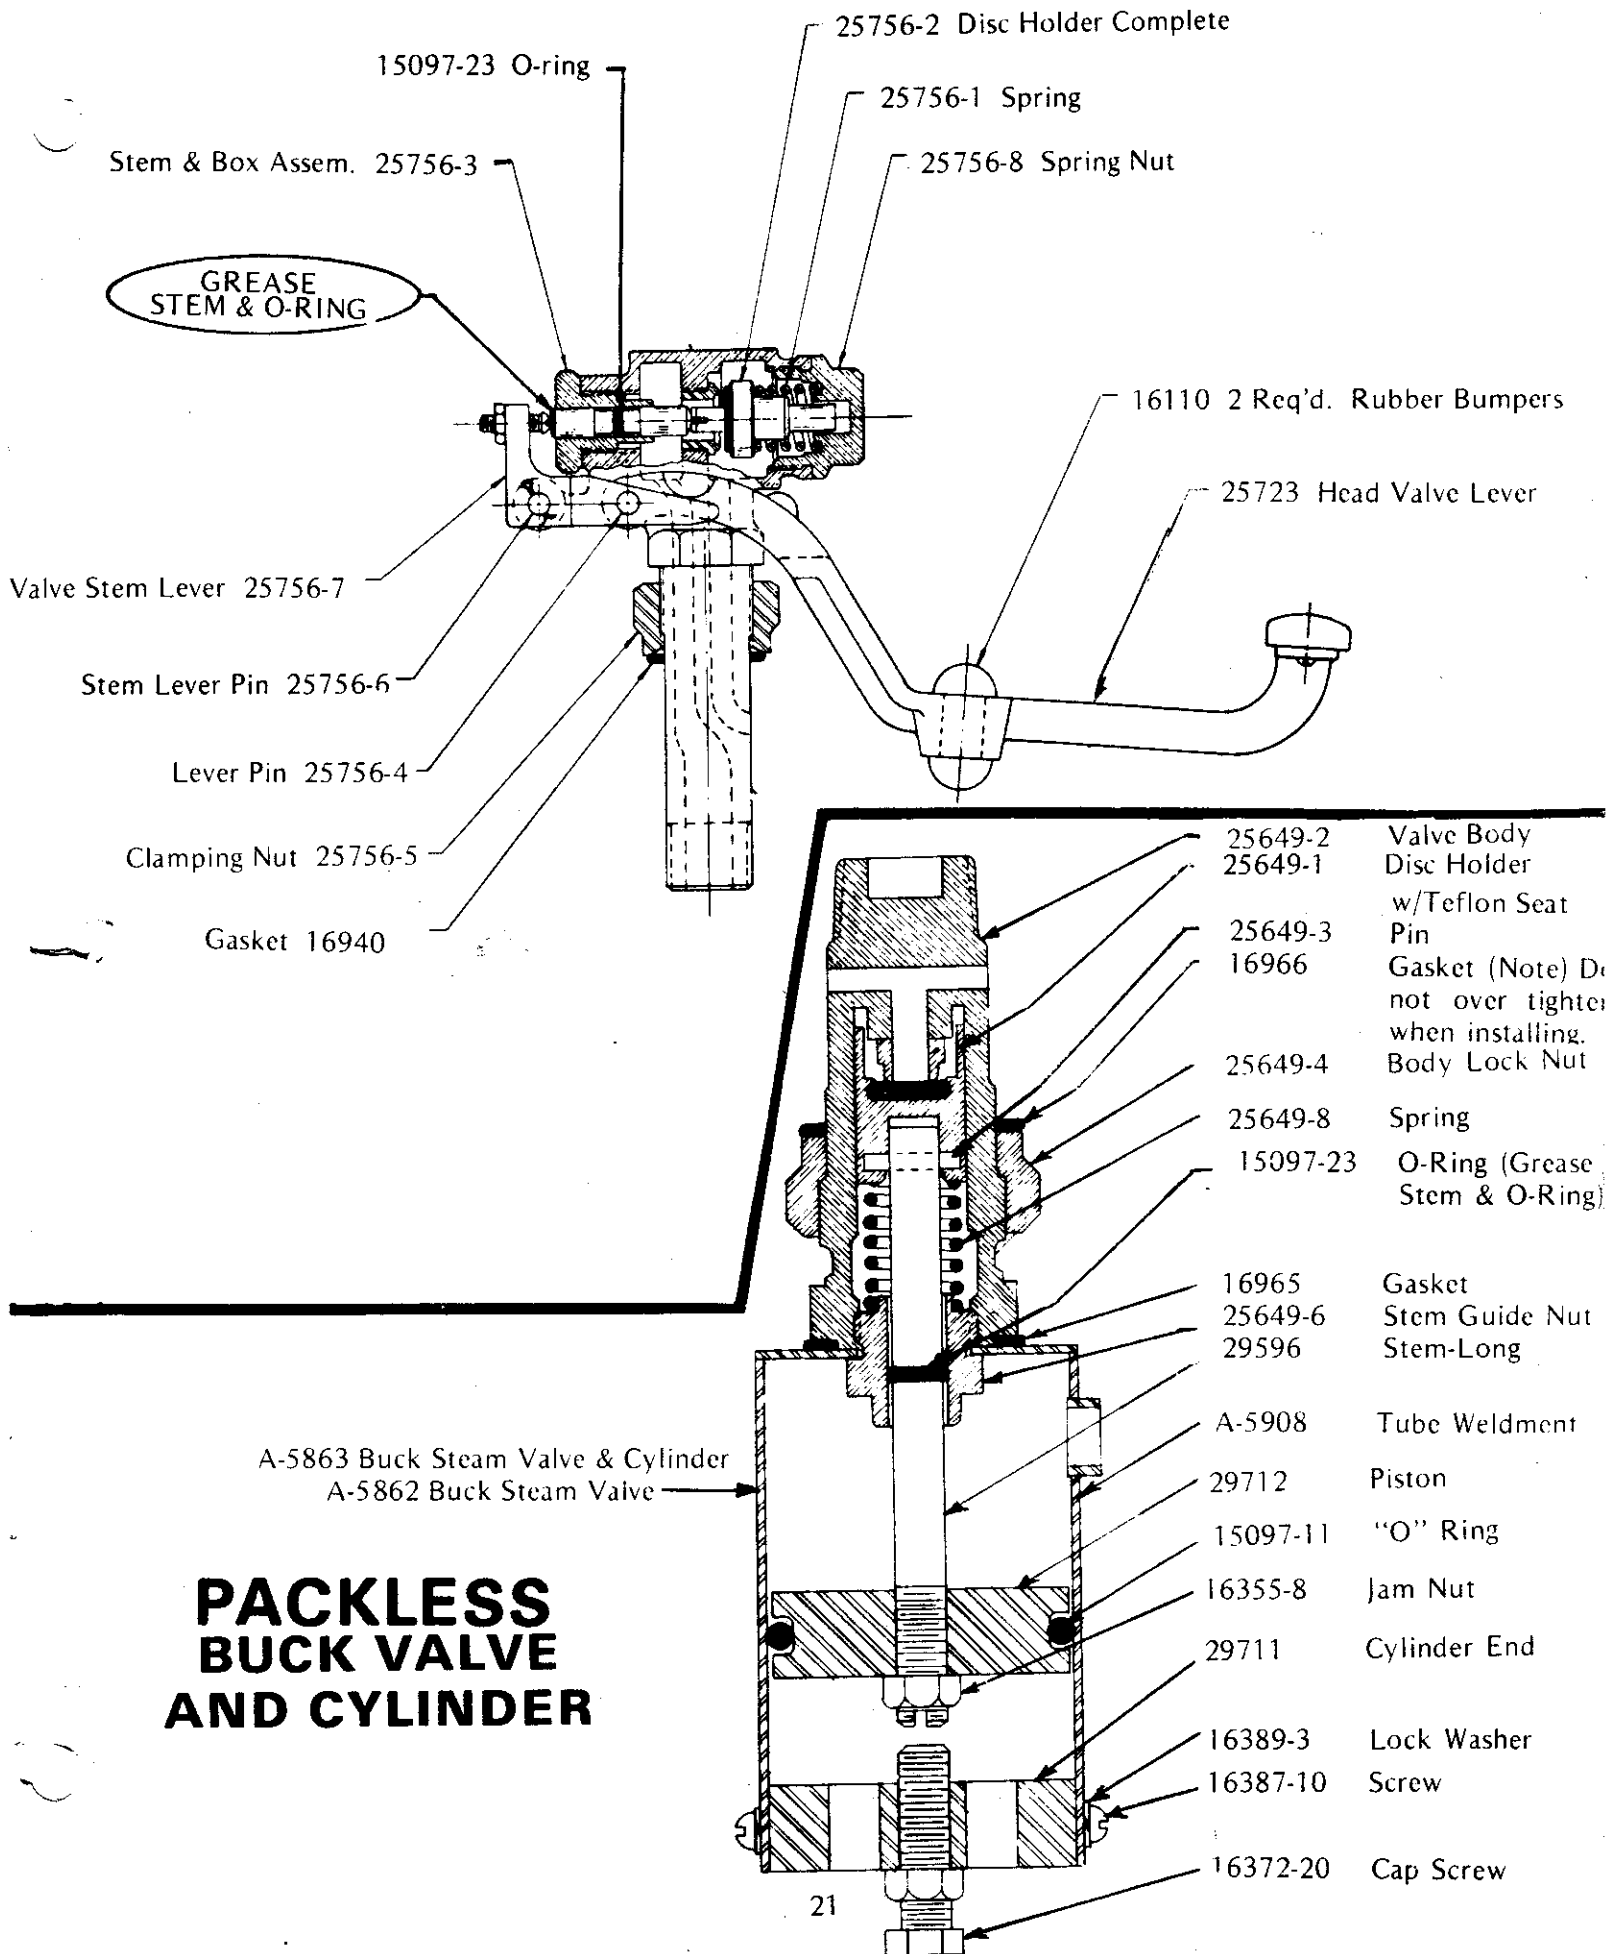 25756-2 Disc Holder Complete
15097-23 O-ring
25756-1 Spring
Stem & Box Assem. 25756-3
25756-8 Spring Nut
GREASE
STEM & O-RING
16110 2 Req'd. Rubber Bumpers
25723 Head Valve Lever
Valve Stem Lever 25756-7
Stem Lever Pin 25756-6
Lever Pin 25756-4
Clamping Nut 25756-5
Gasket 16940
25649-2 Valve Body
25649-1 Disc Holder
w/Teflon Seat
25649-3 Pin
16966 Gasket (Note)
not over
when installing.
25649-4 Body Lock Nut
25649-8 Spring
15097-23 O-Ring (Grease
Stem & O-Ring)
16965 Gasket
25649-6 Stem Guide Nut
29596 Stem-Long
A-5908 Tube Weldment
A-5863 Buck Steam Valve & Cylinder
A-5862 Buck Steam Valve
29712 Piston
15097-11 "O" Ring
16355-8 Jam Nut
29711 Cylinder End
PACKLESS
BUCK VALVE
AND CYLINDER
16389-3 Lock Washer
16387-10 Screw
16372-20 Cap Screw
21